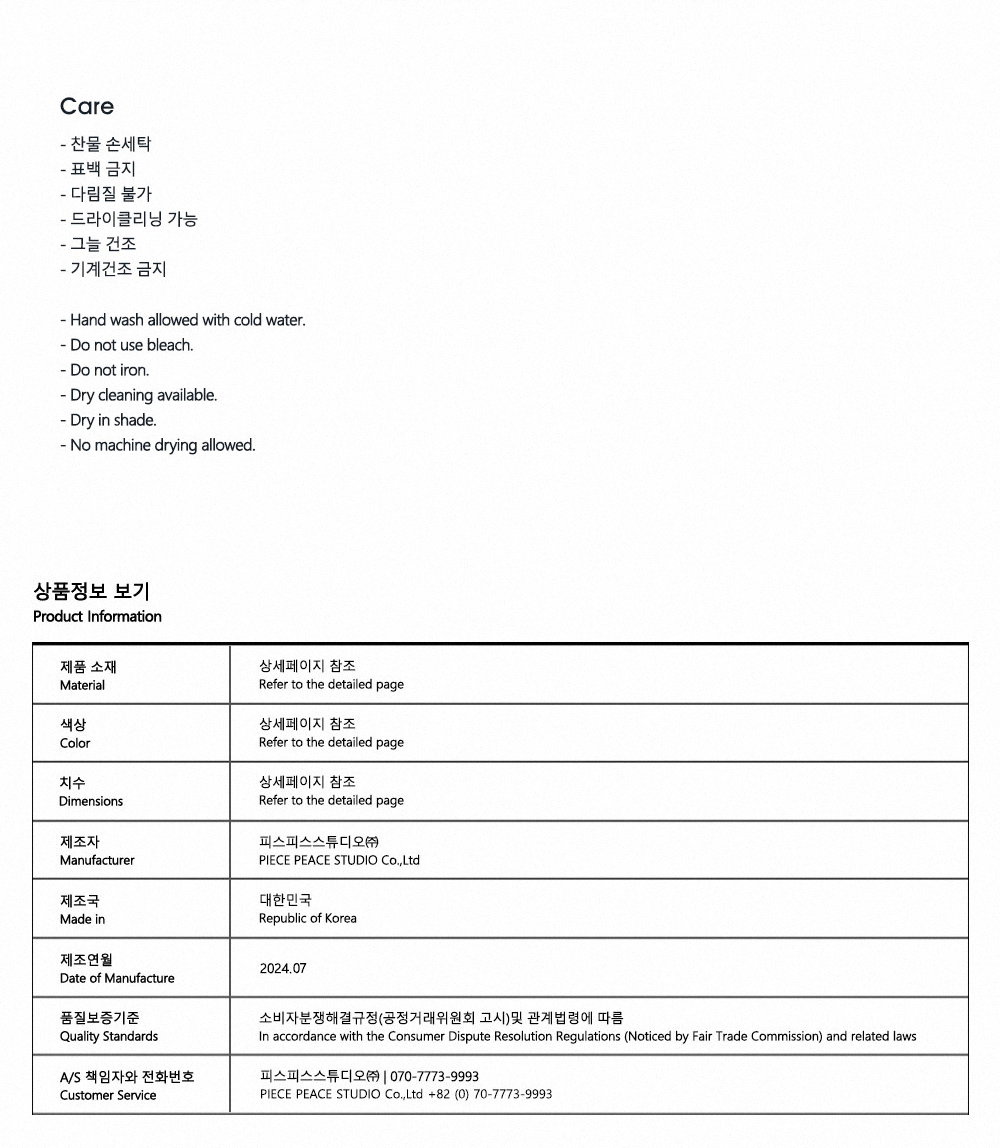 Care
- 찬물 손세탁
- 표백 금지
- 다림질 불가
- 드라이클리닝 가능
- 그늘 건조
- 기계건조 금지
- Hand wash allowed with cold water.
- Do not use bleach.
- Do not iron.
- Dry cleaning available.
- Dry in shade.
- No machine drying allowed.
상품정보 보기
Product Information
제품 소재
Material
상세페이지 참조
Refer to the detailed page
색상
Color
상세페이지 참조
Refer to the detailed page
치수
Dimensions
상세페이지 참조
Refer to the detailed page
제조자
Manufacturer
피스피스스튜디오㈜
PIECE PEACE STUDIO Co.,Ltd
제조국
Made in
대한민국
Republic of Korea
제조연월
Date of Manufacture
2024.07
품질보증기준
Quality Standards
소비자분쟁해결규정(공정거래위원회 고시)및 관계법령에 따름
In accordance with the Consumer Dispute Resolution Regulations (Noticed by Fair Trade Commission) and related laws
A/S 책임자와 전화번호
Customer Service
피스피스스튜디오㈜ | 070-7773-9993
PIECE PEACE STUDIO Co.,Ltd +82 (0) 70-7773-9993